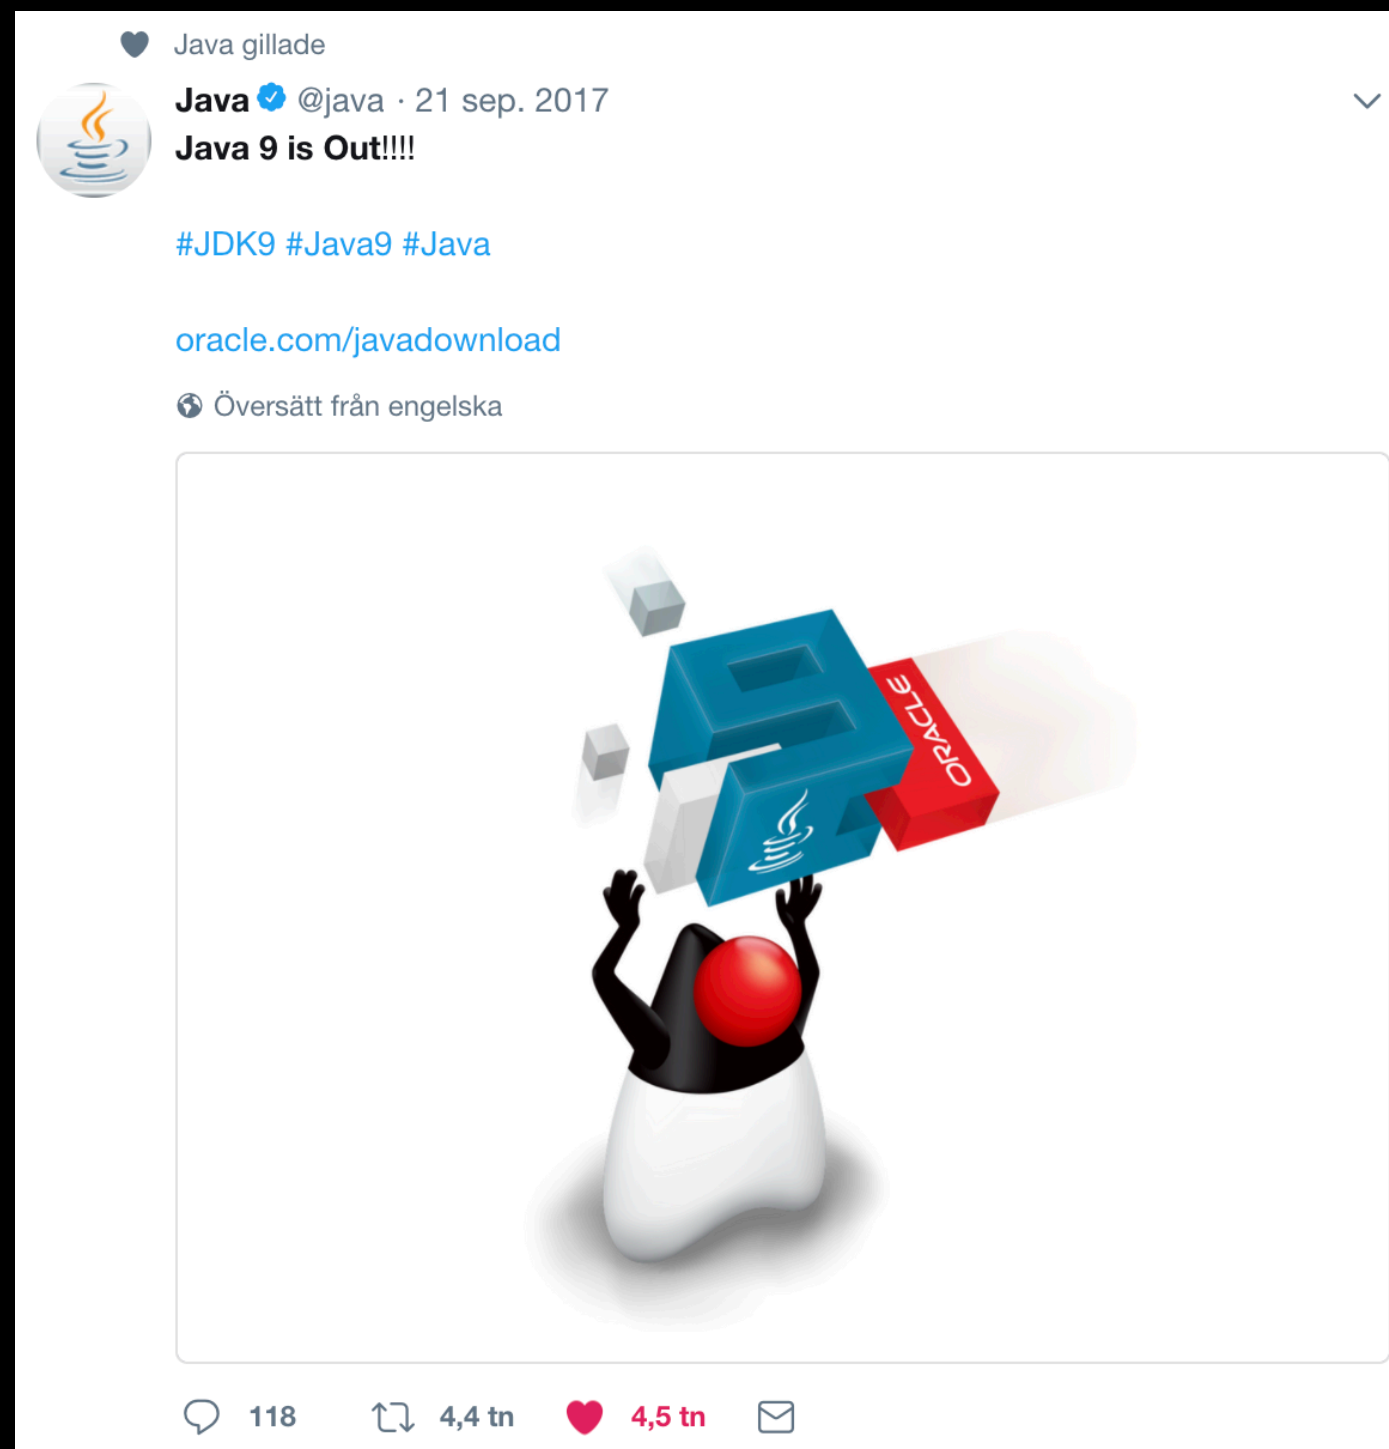 Java gillade
Java @java · 21 sep. 2017
Java 9 is Out!!!!
#JDK9 #Java9 #Java
oracle.com/javadownload
Översätt från engelska
ORACLE
118 4,4 tn 4,5 tn